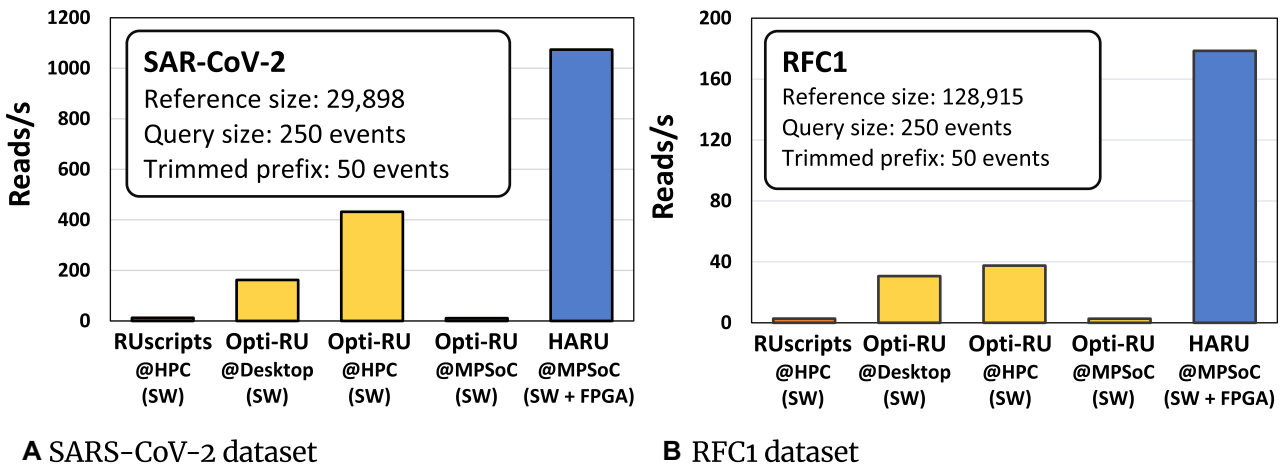 1200
1000
800
600
400
200
0
Reads/s
SAR-CoV-2
Reference size: 29,898
Query size: 250 events
Trimmed prefix: 50 events
RUscripts
@HPC
(SW)
Opti-RU
@Desktop
(SW)
Opti-RU
@HPC
(SW)
Opti-RU
@MPSoC
(SW)
HARU
@MPSoC
(SW + FPGA)
A SARS-CoV-2 dataset
200
160
120
80
40
0
Reads/s
RFC1
Reference size: 128,915
Query size: 250 events
Trimmed prefix: 50 events
RUscripts
@HPC
(SW)
Opti-RU
@Desktop
(SW)
Opti-RU
@HPC
(SW)
Opti-RU
@MPSoC
(SW)
HARU
@MPSoC
(SW + FPGA)
B RFC1 dataset